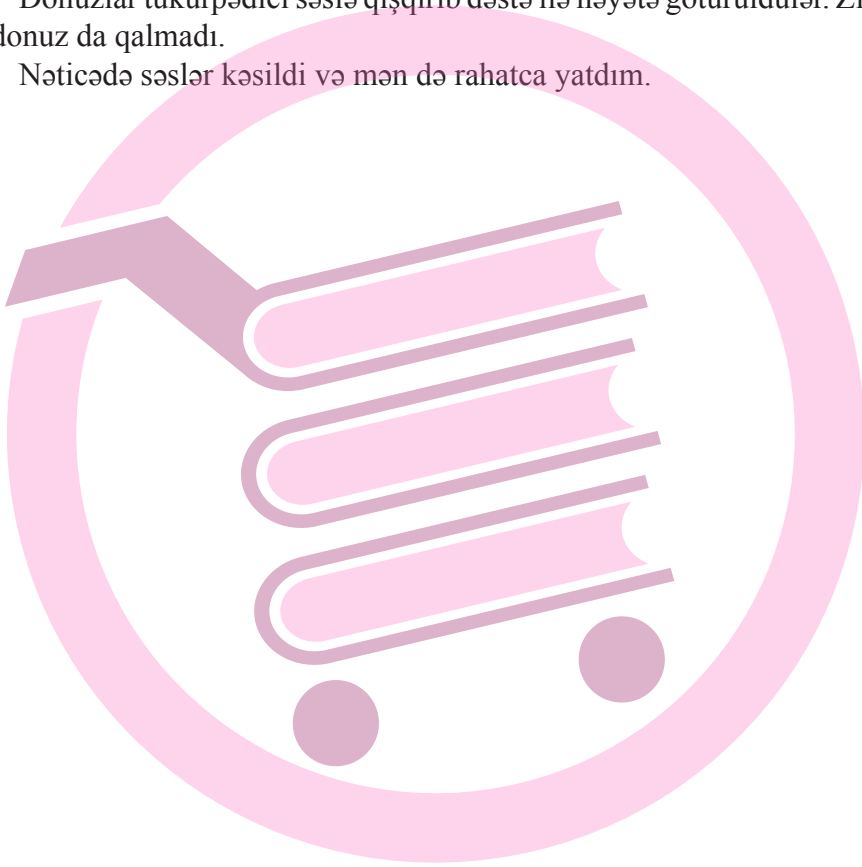 Donuzlar tükürpədici səslə qışqırıb dəstə ilə həyətə götürüldülər.
donuz da qalmadı.
Nəticədə səslər kəsildi və mən də rahatca yatdım.